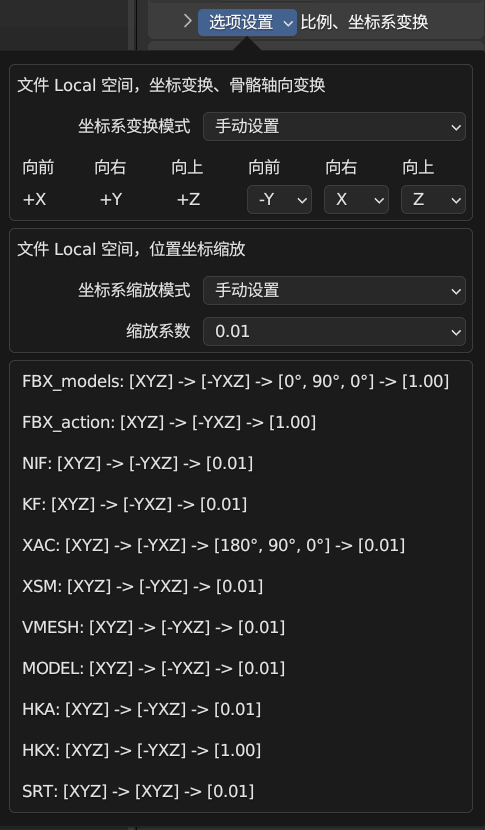 选项设置 比例、坐标系变换
文件 Local 空间，坐标变换、骨骼轴向变换
坐标系变换模式 手动设置
向前 向右 向上 向前 向右 向上
+X +Y +Z -Y X Z
文件 Local 空间，位置坐标缩放
坐标系缩放模式 手动设置
缩放系数 0.01
FBX_models: [XYZ] -> [-YXZ] -> [0°, 90°, 0°] -> [1.00]
FBX_action: [XYZ] -> [-YXZ] -> [1.00]
NIF: [XYZ] -> [-YXZ] -> [0.01]
KF: [XYZ] -> [-YXZ] -> [0.01]
XAC: [XYZ] -> [-YXZ] -> [180°, 90°, 0°] -> [0.01]
XSM: [XYZ] -> [-YXZ] -> [0.01]
VMESH: [XYZ] -> [-YXZ] -> [0.01]
MODEL: [XYZ] -> [-YXZ] -> [0.01]
HKA: [XYZ] -> [-YXZ] -> [0.01]
HKX: [XYZ] -> [-YXZ] -> [1.00]
SRT: [XYZ] -> [XYZ] -> [0.01]